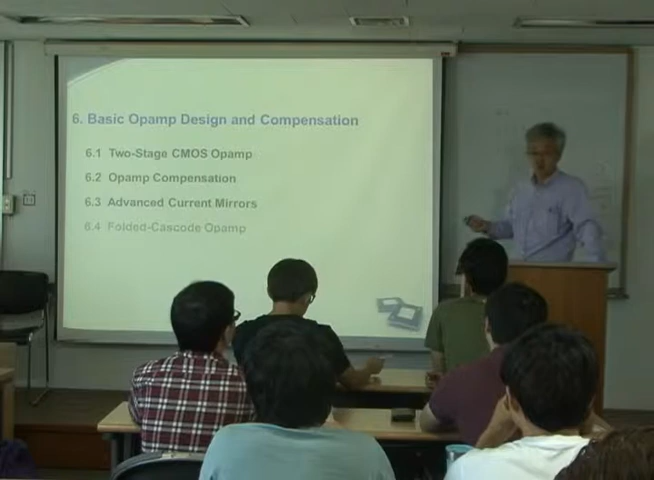 6. Basic Opamp Design and Compensation
6.1 Two-Stage CMOS Opamp
6.2 Opamp Compensation
6.3 Advanced Current Mirrors
6.4 Folded-Cascode Opamp